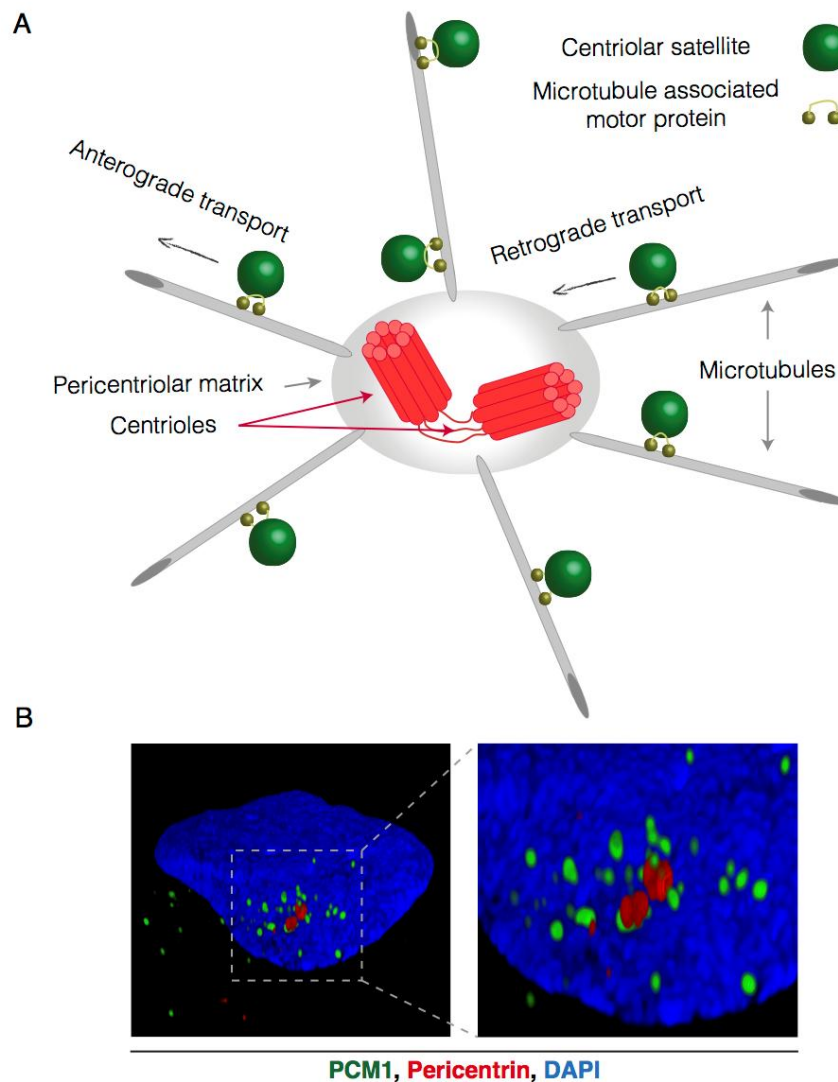 A
Centriolar satellite
Microtubule associated
motor protein
Anterograde transport
Retrograde transport
Pericentriolar matrix
Centrioles
Microtubules
B
PCM1, Pericentrin, DAPI